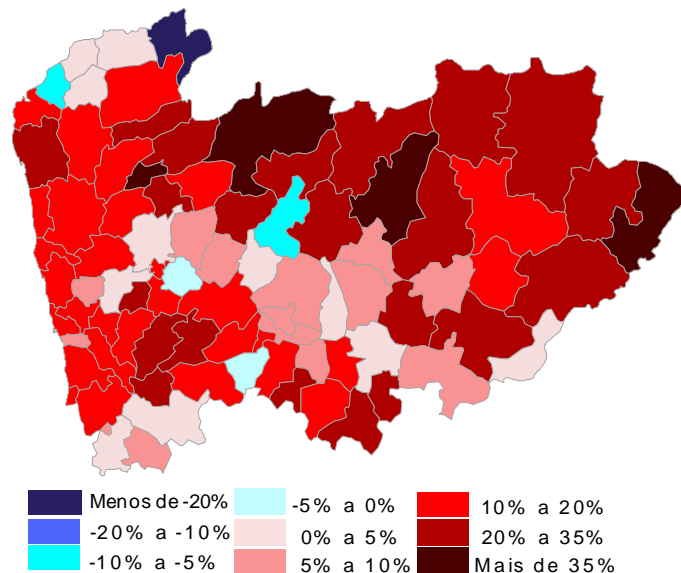 Menos de -20%
-20% a -10%
-10% a -5%
-5% a 0%
0% a 5%
5% a 10%
10% a 20%
20% a 35%
Mais de 35%